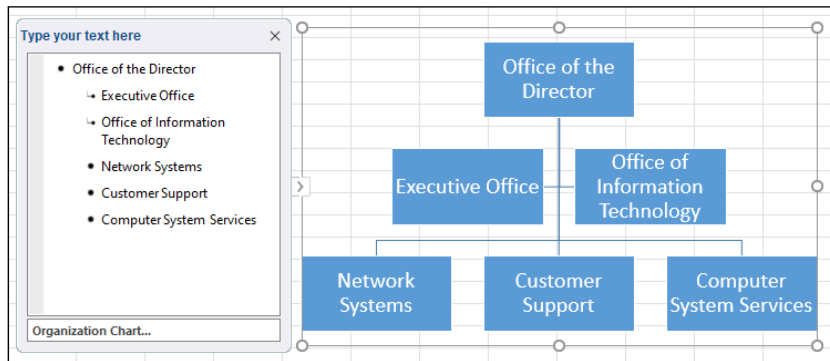 Type your text here
Office of the Director
Executive Office
Office of Information
Technology
Network Systems
Customer Support
Computer System Services
Organization Chart...
Office of the
Director
Executive Office
Office of
Information
Technology
Network
Systems
Customer
Support
Computer
System Services